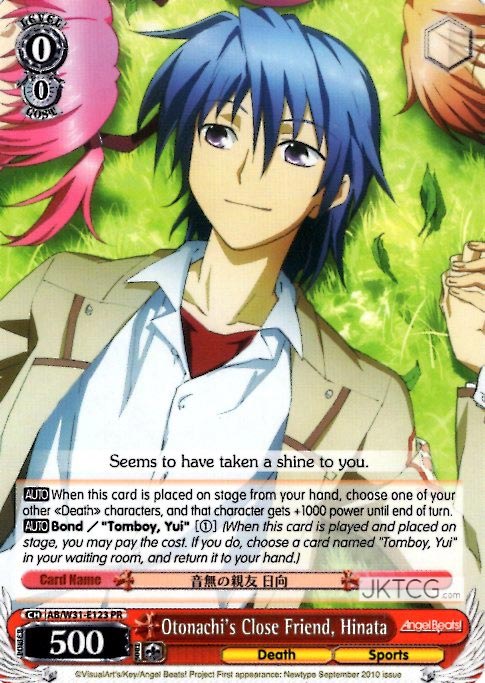 LEVEL
0
0
COST
Seems to have taken a shine to you.
AUTO When this card is placed on stage from your hand, choose one of your
other «Death» characters, and that character gets +1000 power until end of turn.
AUTO Bond ／ "Tomboy, Yui" [①] (When this card is played and placed on
stage, you may pay the cost. If you do, choose a card named "Tomboy, Yui"
in your waiting room, and return it to your hand.)
Card Name
音無の親友 日向
JKTCG.com
CH AB/W31-E123 PR
POWER
500
SOUL
Otonachi's Close Friend, Hinata
Angel Beats!
Death
Sports
©VisualArt's/Key/Angel Beats! Project First appearance: Newtype September 2010 issue